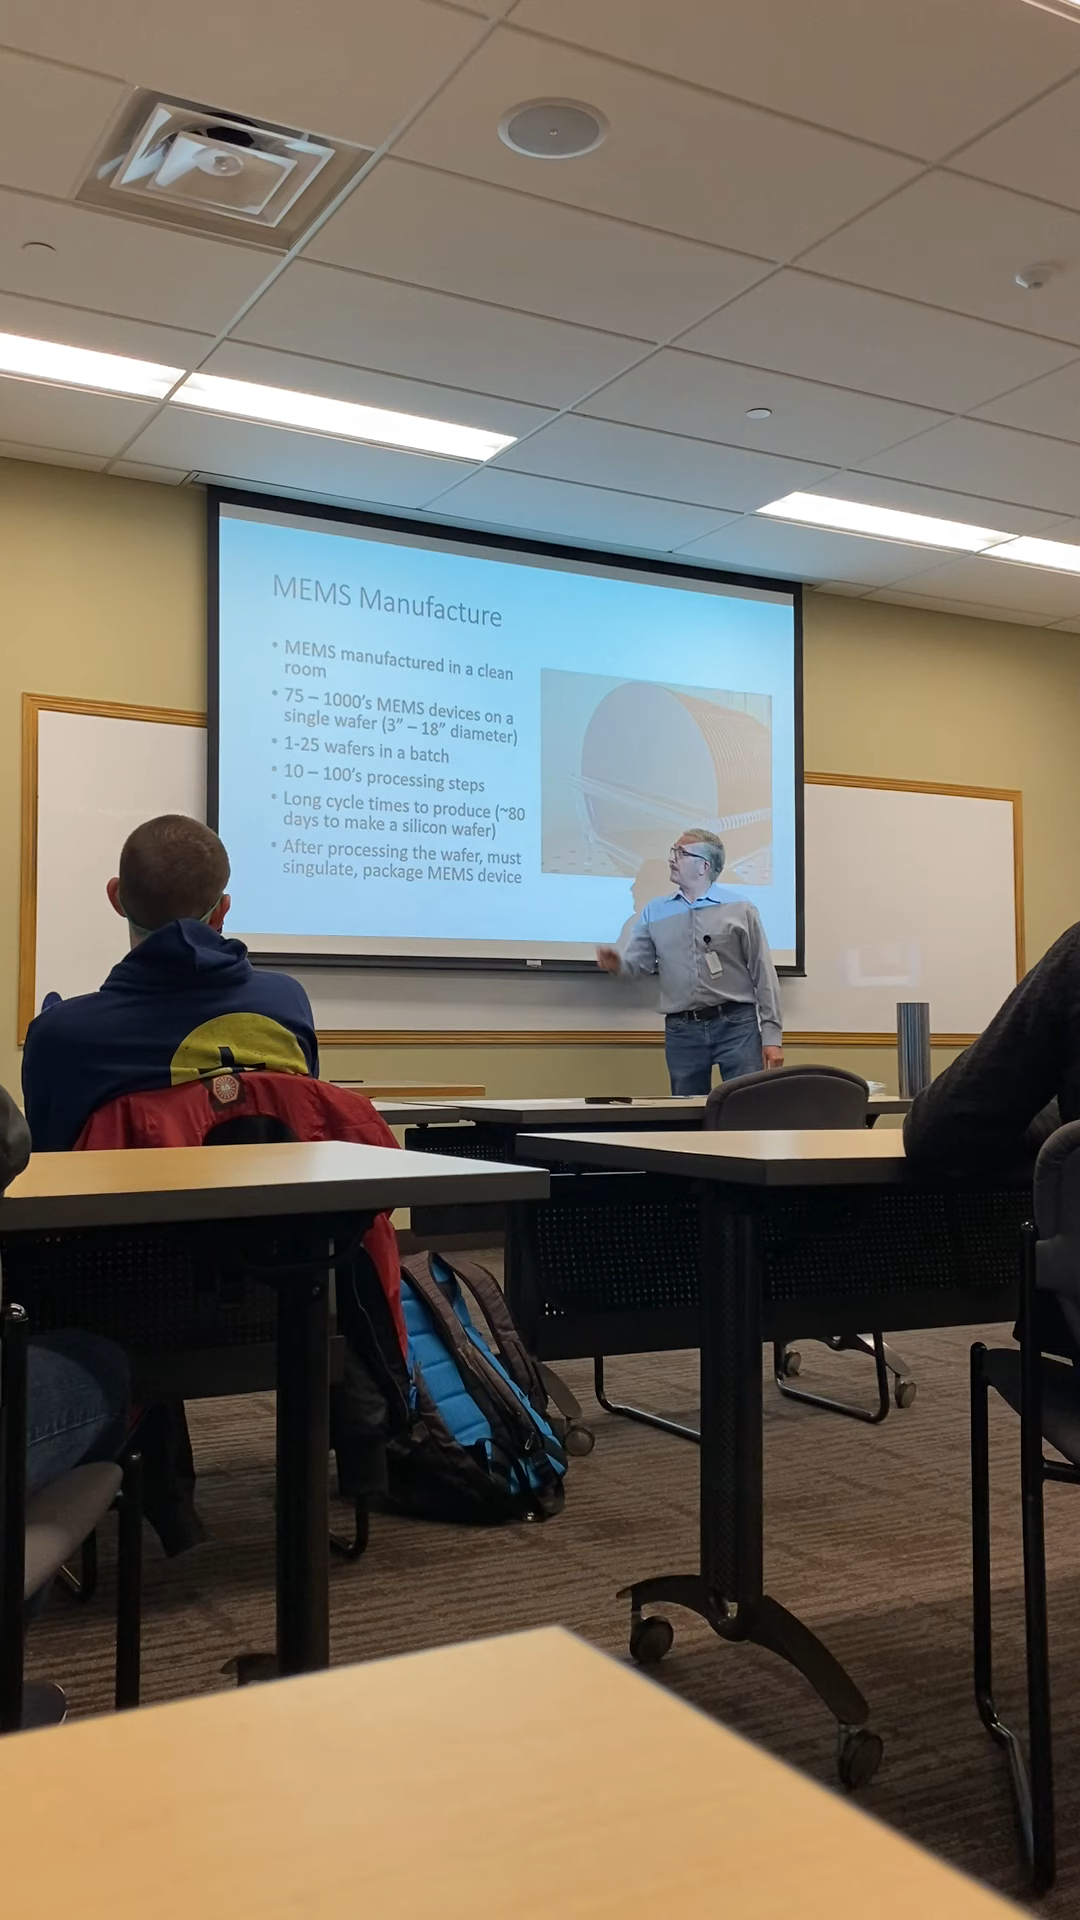 MEMS Manufacture
• MEMS manufactured in a clean
room
• 75 – 1000's MEMS devices on a
single wafer (3" – 18" diameter)
• 1-25 wafers in a batch
• 10 – 100's processing steps
• Long cycle times to produce (~80
days to make a silicon wafer)
• After processing the wafer, must
singulate, package MEMS device